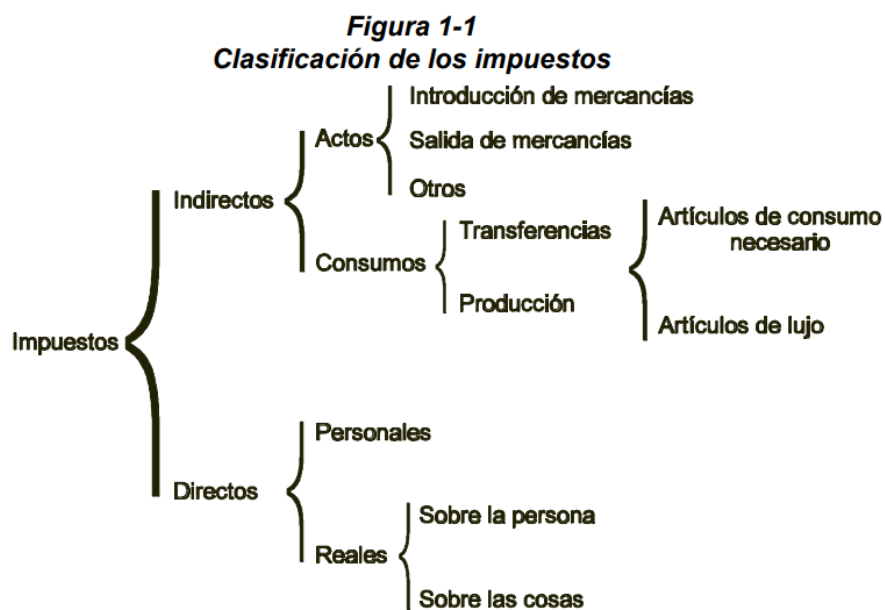 Figura 1-1
Clasificación de los impuestos
Introducción de mercancías
Actos
Salida de mercancías
Otros
Indirectos
Transferencias
Artículos de consumo
necesario
Consumos
Producción
Artículos de lujo
Impuestos
Personales
Directos
Sobre la persona
Reales
Sobre las cosas